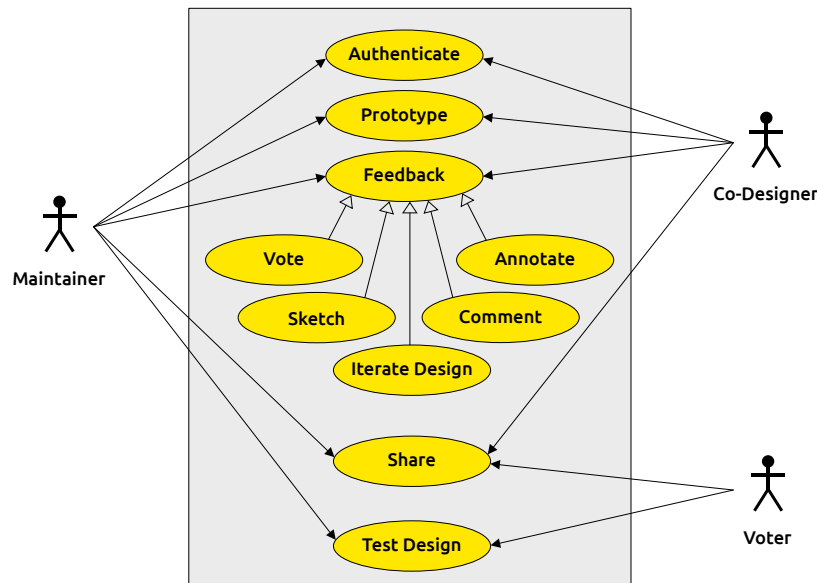 Authenticate
Prototype
Feedback
Co-Designer
Maintainer
Vote
Annotate
Sketch
Comment
Iterate Design
Share
Voter
Test Design